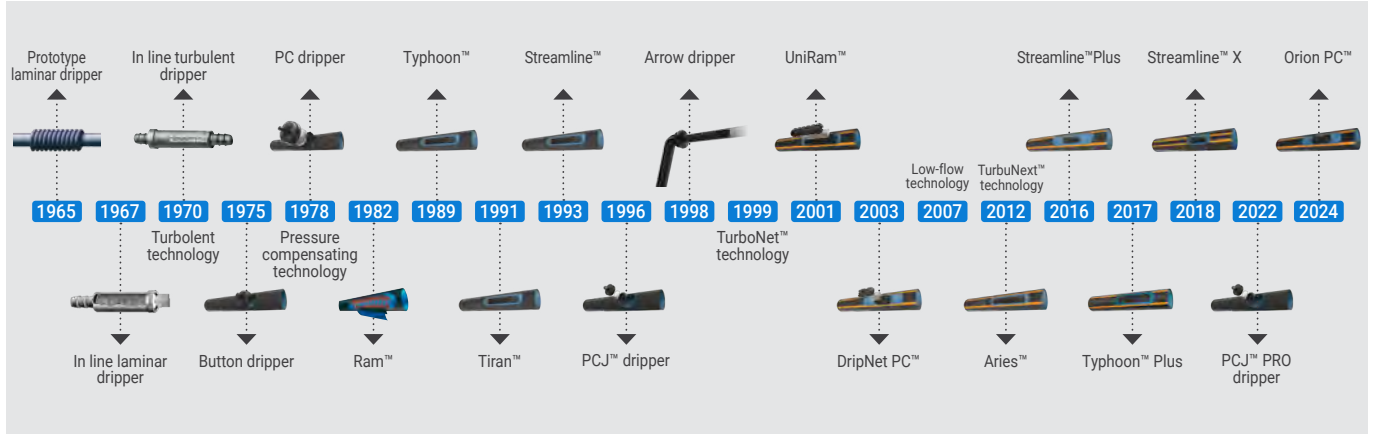 Prototype
laminar dripper
In line turbulent
dripper
PC dripper
Typhoon™
Streamline™
Arrow dripper
UniRam™
Streamline™Plus
Streamline™ X
Orion PC™
Low-flow
technology
TurbuNext™
technology
1965
1967
1970
1975
1978
1982
1989
1991
1993
1996
1998
1999
2001
2003
2007
2012
2016
2017
2018
2022
2024
Turbolent
technology
Pressure
compensating
technology
TurboNet™
technology
In line laminar
dripper
Button dripper
Ram™
Tiran™
PCJ™ dripper
DripNet PC™
Aries™
Typhoon™ Plus
PCJ™ PRO
dripper